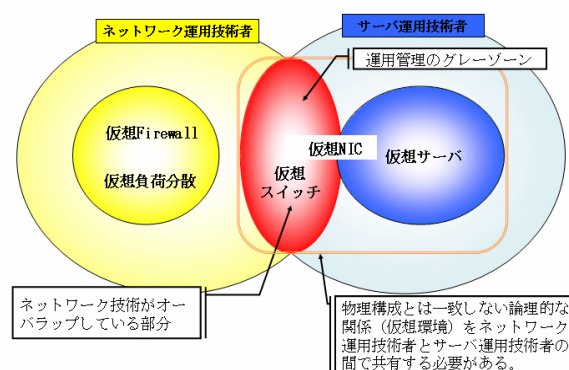 ネットワーク運用技術者
サーバ運用技術者
運用管理のグレーゾーン
仮想Firewall
仮想負荷分散
仮想NIC
仮想
スイッチ
仮想サーバ
ネットワーク技術がオー
バラップしている部分
物理構成とは一致しない論理的な
関係（仮想環境）をネットワーク
運用技術者とサーバ運用技術者の
間で共有する必要がある。